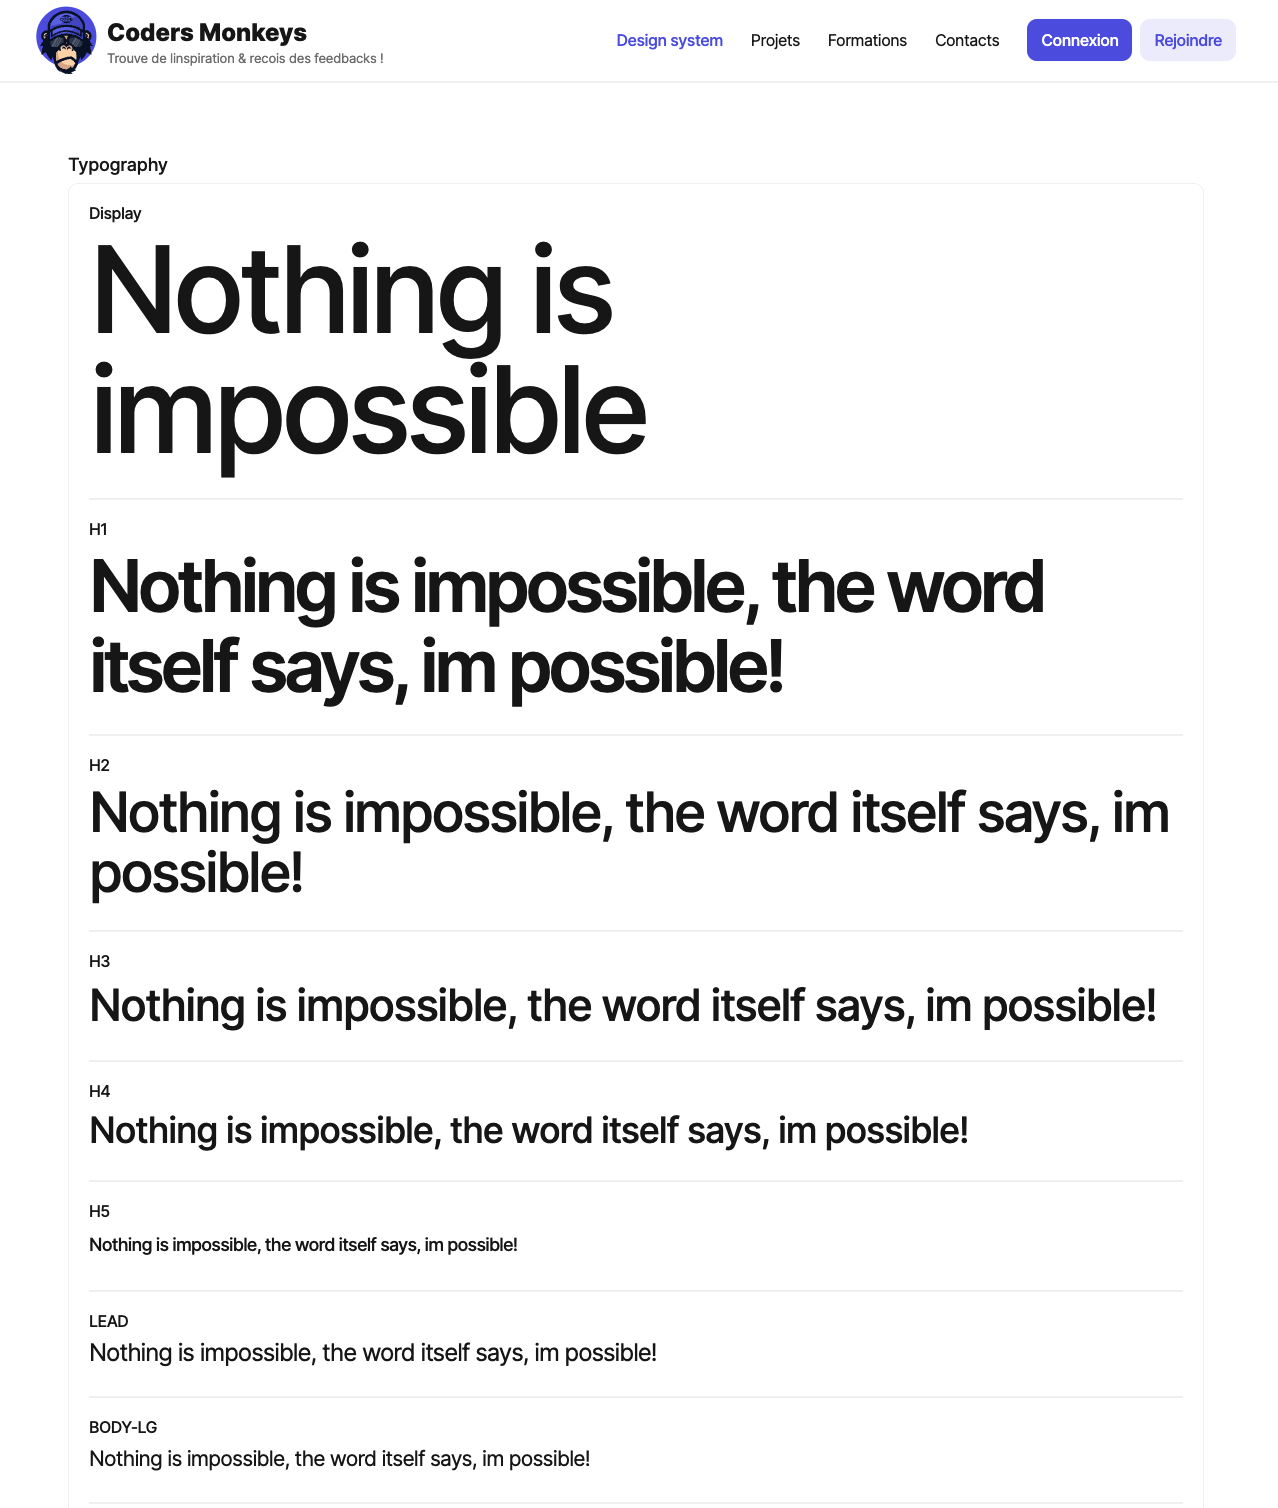 Coders Monkeys
Trouve de linspiration & recois des feedbacks !
Design system
Projets
Formations
Contacts
Connexion
Rejoindre
Typography
Display
Nothing is
impossible
H1
Nothing is impossible, the word
itself says, im possible!
H2
Nothing is impossible, the word itself says, im
possible!
H3
Nothing is impossible, the word itself says, im possible!
H4
Nothing is impossible, the word itself says, im possible!
H5
Nothing is impossible, the word itself says, im possible!
LEAD
Nothing is impossible, the word itself says, im possible!
BODY-LG
Nothing is impossible, the word itself says, im possible!